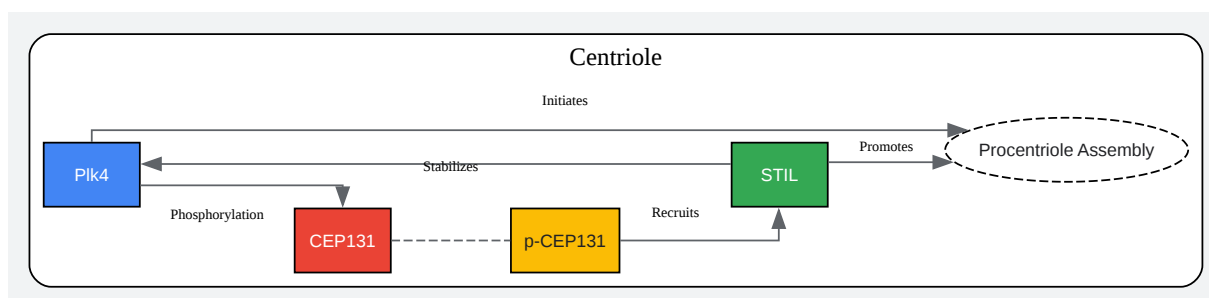 Centriole
Initiates
Plk4
Stabilizes
STIL
Promotes
Procentriole Assembly
Phosphorylation
CEP131
p-CEP131
Recruits